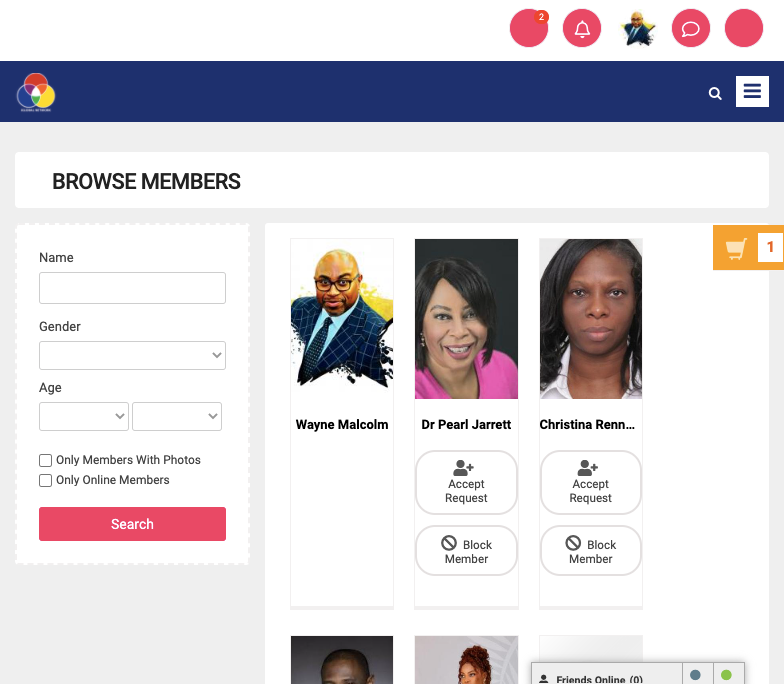 2
BROWSE MEMBERS
1
Name
Gender
Age
Only Members With Photos
Only Online Members
Search
Wayne Malcolm
Dr Pearl Jarrett
Christina Renn...
Accept
Request
Accept
Request
Block
Member
Block
Member
Friends Online (0)